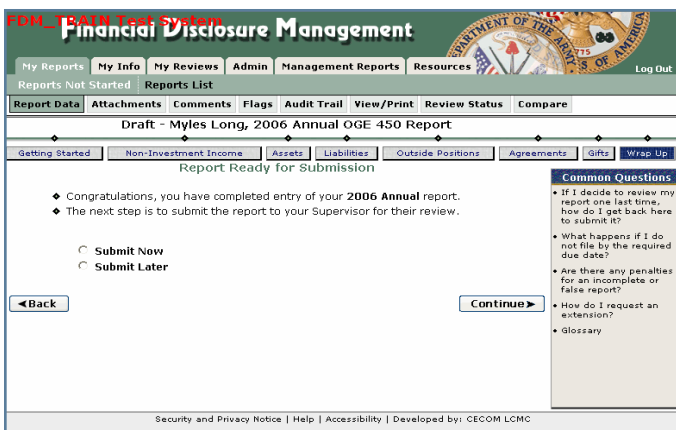 FDM_TRAIN Test System
Financial Disclosure Management
DEPARTMENT OF THE ARMY
1775
My Reports My Info My Reviews Admin Management Reports Resources
Log Out
Reports Not Started Reports List
Report Data Attachments Comments Flags Audit Trail View/Print Review Status Compare
Draft - Myles Long, 2006 Annual OGE 450 Report
Getting Started Non-Investment Income Assets Liabilities Outside Positions Agreements Gifts Wrap Up
Report Ready for Submission
Congratulations, you have completed entry of your 2006 Annual report.
The next step is to submit the report to your Supervisor for their review.
Submit Now
Submit Later
◄Back
Continue►
Common Questions
• If I decide to review my
report one last time,
how do I get back here
to submit it?
• What happens if I do
not file by the required
due date?
• Are there any penalties
for an incomplete or
false report?
• How do I request an
extension?
• Glossary
Security and Privacy Notice | Help | Accessibility | Developed by: CECOM LCMC